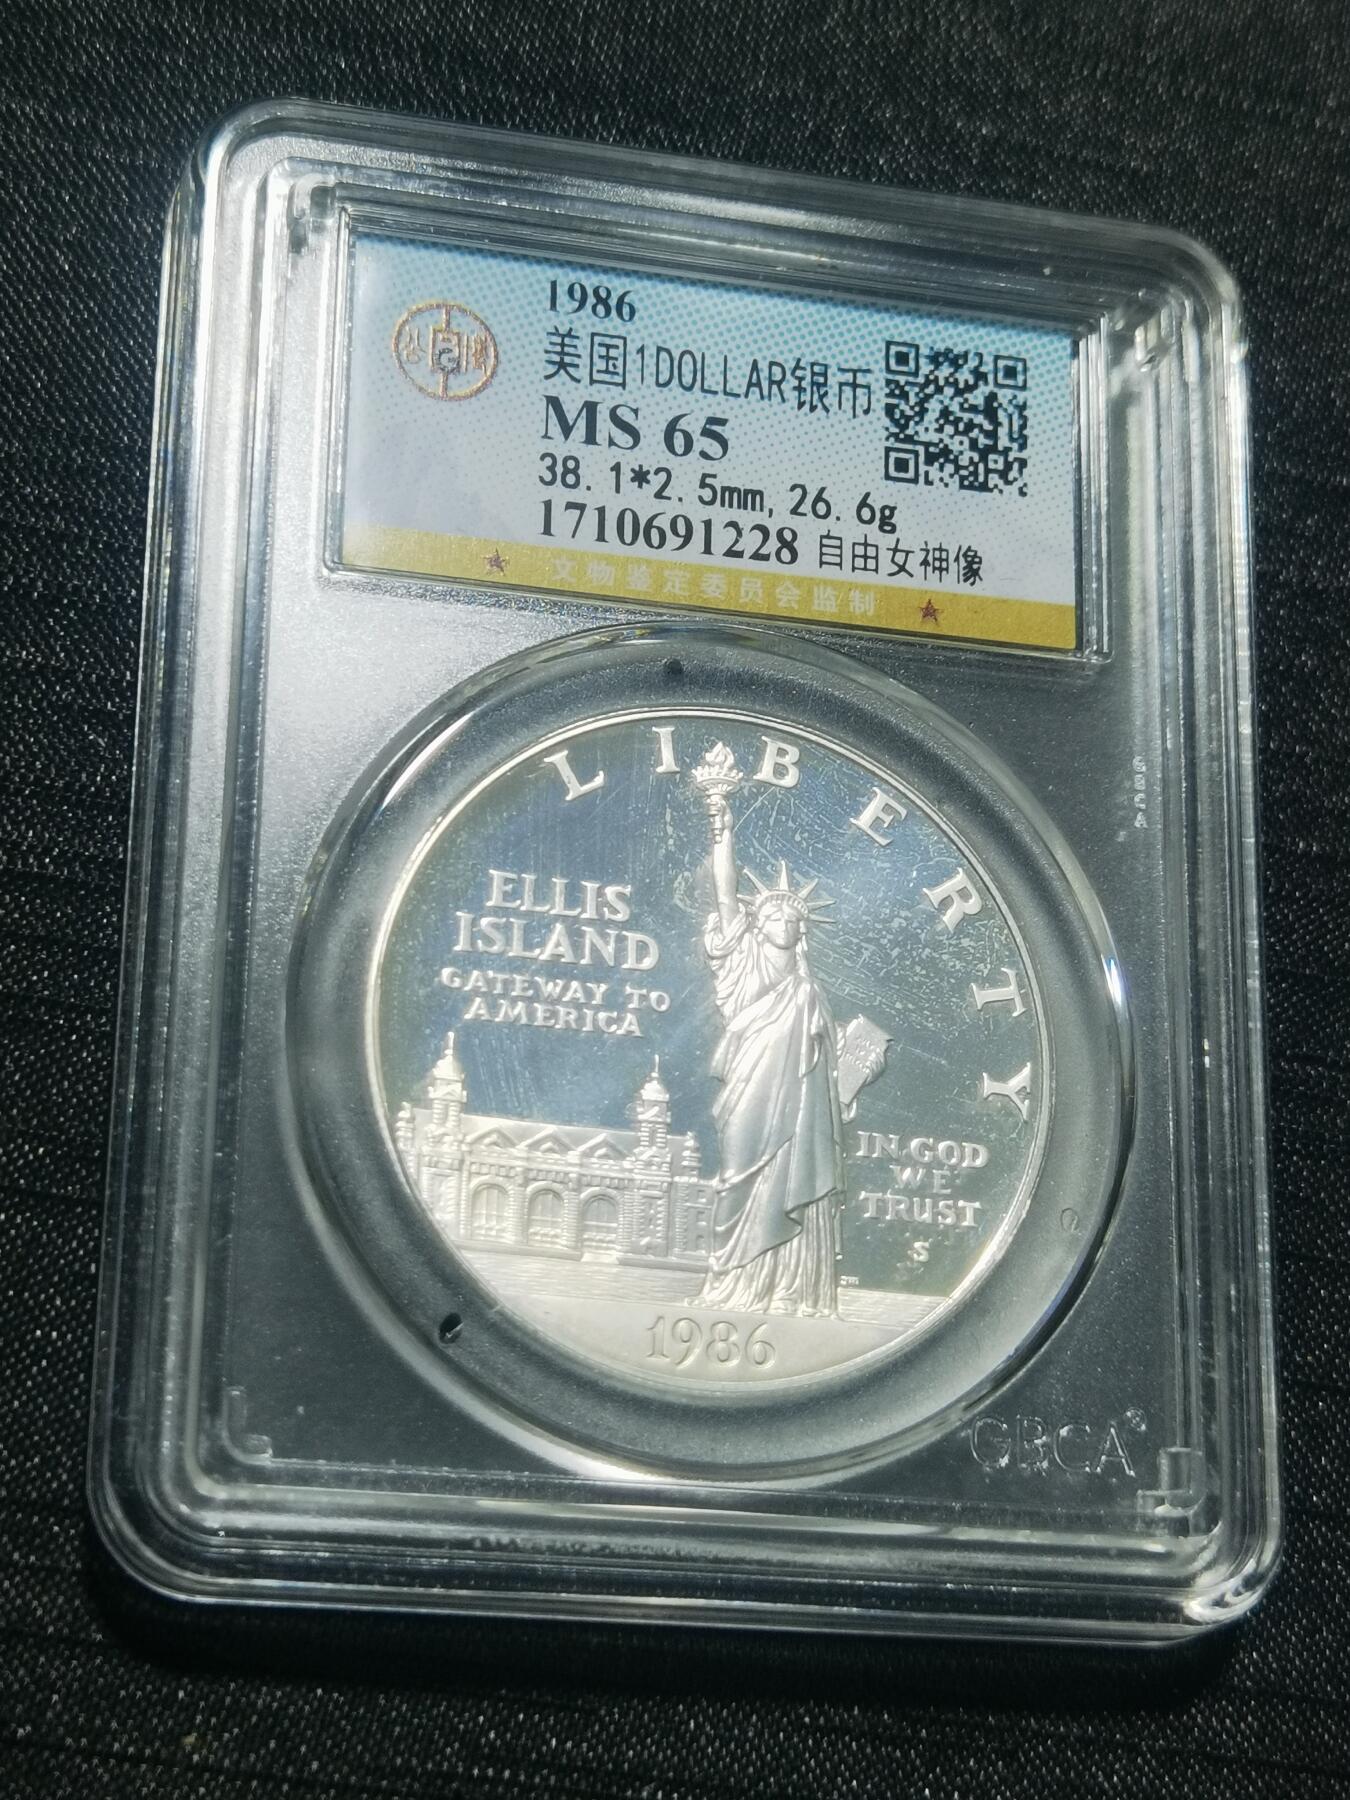 1986
美国1DOLLAR银币
MS 65
38.1*2.5mm,26.6g
1710691228 自由女神像
文物鉴定委员会监制
GBCA
LIBERTY
ELLIS
ISLAND
GATEWAY TO
AMERICA
IN GOD
WE
TRUST
S
1986
GBCA®